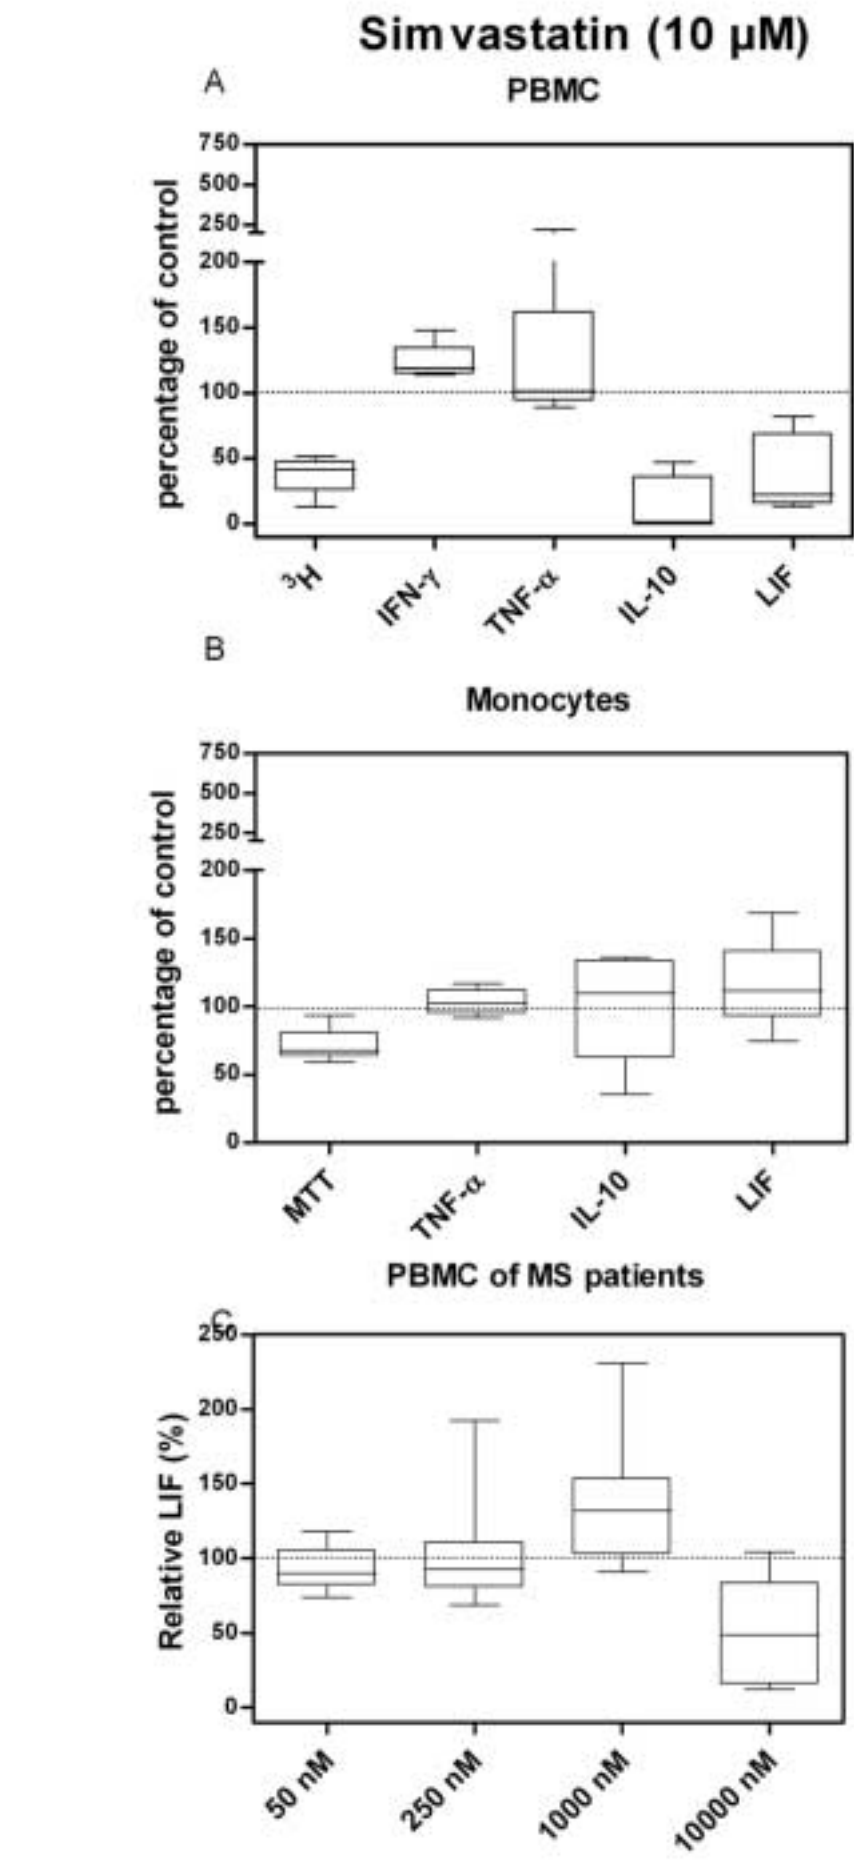 Simvastatin (10 µM)
A
PBMC
percentage of control
750
500
250
200
150
100
50
0
³H
IFN-γ
TNF-α
IL-10
LIF
B
Monocytes
percentage of control
750
500
250
200
150
100
50
0
MTT
TNF-α
IL-10
LIF
PBMC of MS patients
C
Relative LIF (%)
250
200
150
100
50
0
50 nM
250 nM
1000 nM
10000 nM